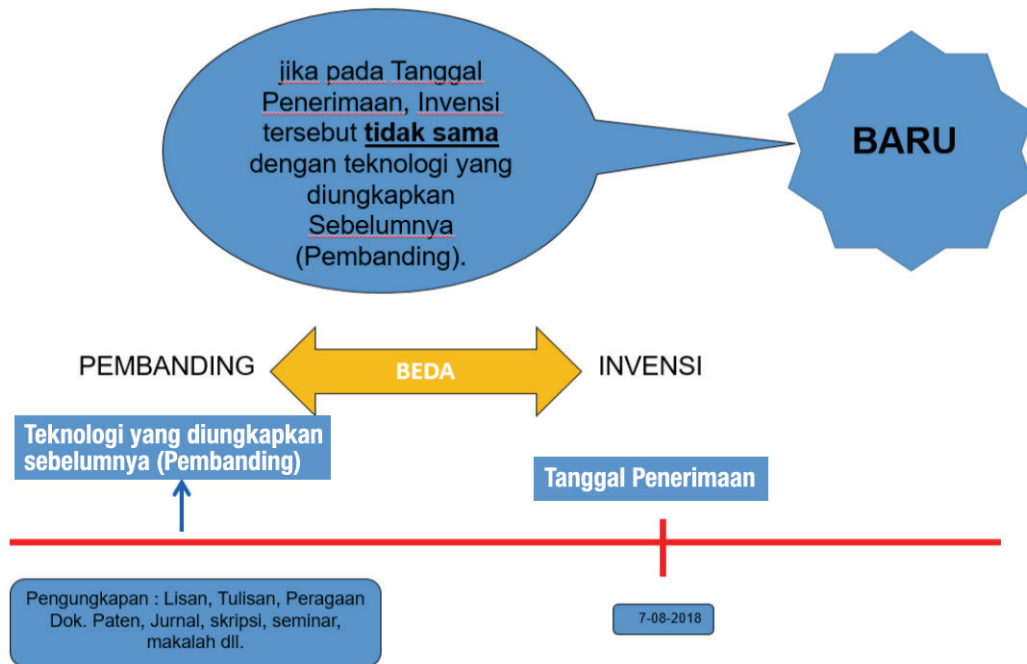 jika pada Tanggal
Penerimaan, Invensi
tersebut tidak sama
dengan teknologi yang
diungkapkan
Sebelumnya
(Pembanding).
BARU
PEMBANDING
BEDA
INVENSI
Teknologi yang diungkapkan
sebelumnya (Pembanding)
Tanggal Penerimaan
Pengungkapan : Lisan, Tulisan, Peragaan
Dok. Paten, Jurnal, skripsi, seminar,
makalah dll.
7-08-2018